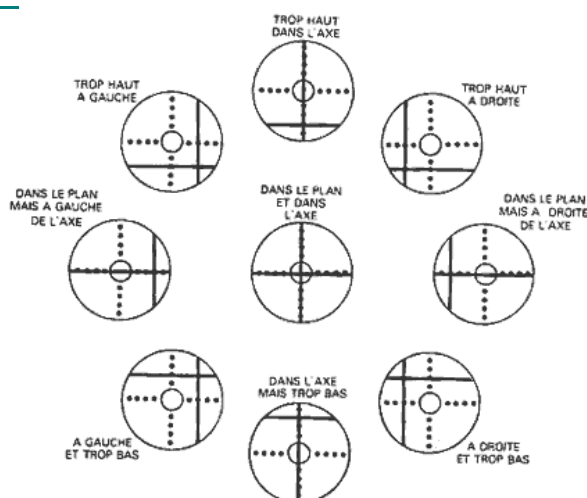 TROP HAUT
DANS L'AXE
TROP HAUT
A GAUCHE
TROP HAUT
A DROITE
DANS LE PLAN
MAIS A GAUCHE
DE L'AXE
DANS LE PLAN
ET DANS
L'AXE
DANS LE PLAN
MAIS A DROITE
DE L'AXE
A GAUCHE
ET TROP BAS
DANS L'AXE
MAIS TROP BAS
A DROITE
ET TROP BAS